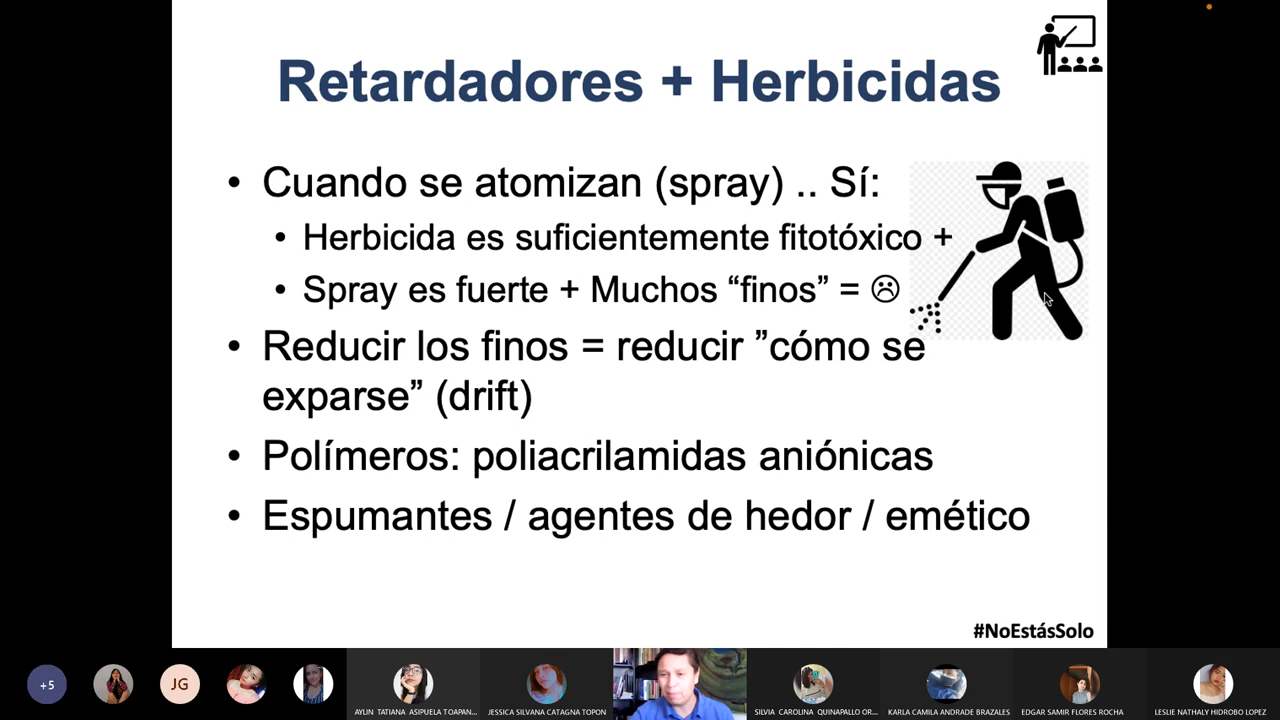 Retardadores + Herbicidas
• Cuando se atomizan (spray) .. Sí:
• Herbicida es suficientemente fitotóxico +
• Spray es fuerte + Muchos “finos” = ☹
• Reducir los finos = reducir ”cómo se
exparse” (drift)
• Polímeros: poliacrilamidas aniónicas
• Espumantes / agentes de hedor / emético
#NoEstásSolo
+5
JG
AYLIN TATIANA ASIPUELA TOAPAN...
JESSICA SILVANA CATAGNA TOPON
SILVIA CAROLINA QUINAPALLO OR...
KARLA CAMILA ANDRADE BRAZALES
EDGAR SAMIR FLORES ROCHA
LESLIE NATHALY HIDROBO LOPEZ